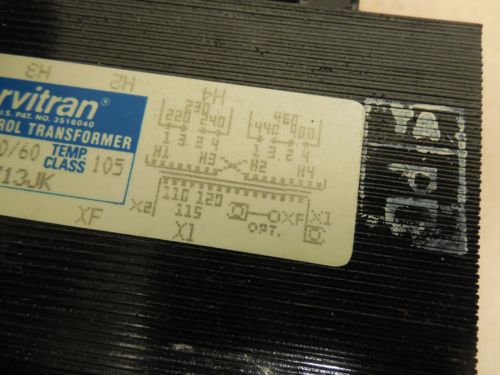 H3 H2 H4
rvitran®
U.S. PAT. NO. 3516040
ROL TRANSFORMER
0/60 TEMP CLASS 105
713JK
230 460
220 240 440 480
1 3 2 4 1 3 2 4
H1 H3 H2 H4
110 120
115
X2 XF X1
OPT.
XF X1